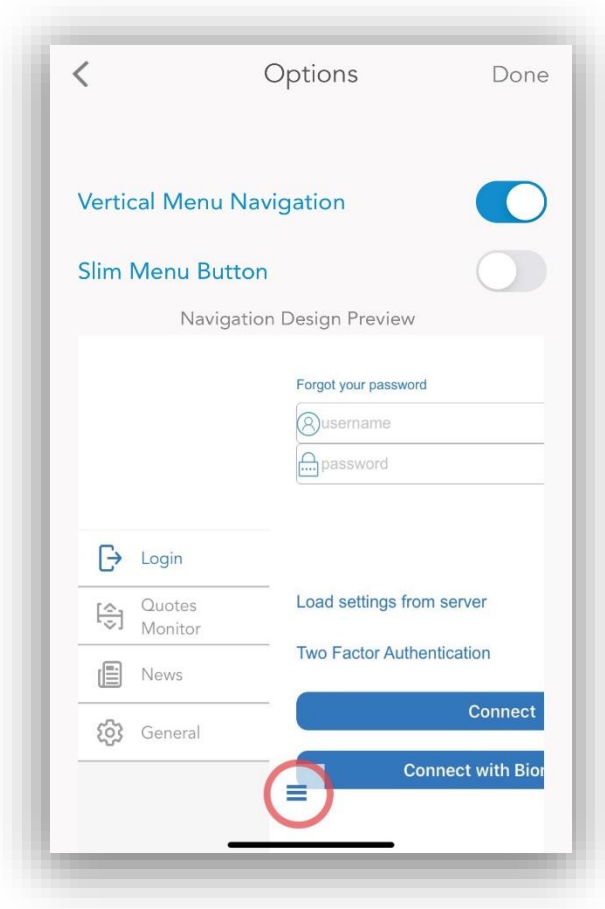 Options
Done
Vertical Menu Navigation
Slim Menu Button
Navigation Design Preview
Forgot your password
username
password
Login
Quotes
Monitor
News
General
Load settings from server
Two Factor Authentication
Connect
Connect with Bion